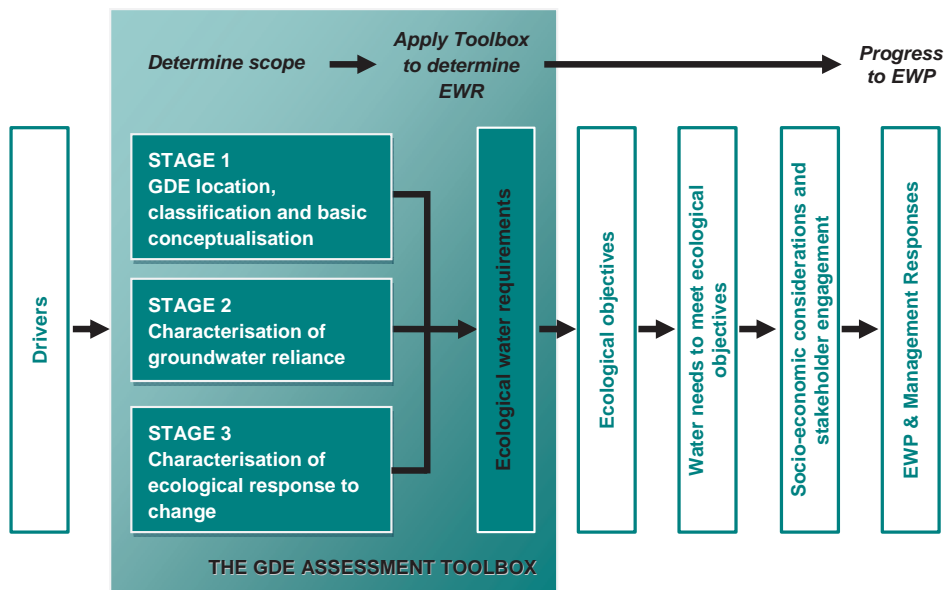 Determine scope
Apply Toolbox
to determine
EWR
Progress
to EWP
Drivers
STAGE 1
GDE location,
classification and basic
conceptualisation
STAGE 2
Characterisation of
groundwater reliance
STAGE 3
Characterisation of
ecological response to
change
Ecological water requirements
Ecological objectives
Water needs to meet ecological
objectives
Socio-economic considerations and
stakeholder engagement
EWP & Management Responses
THE GDE ASSESSMENT TOOLBOX